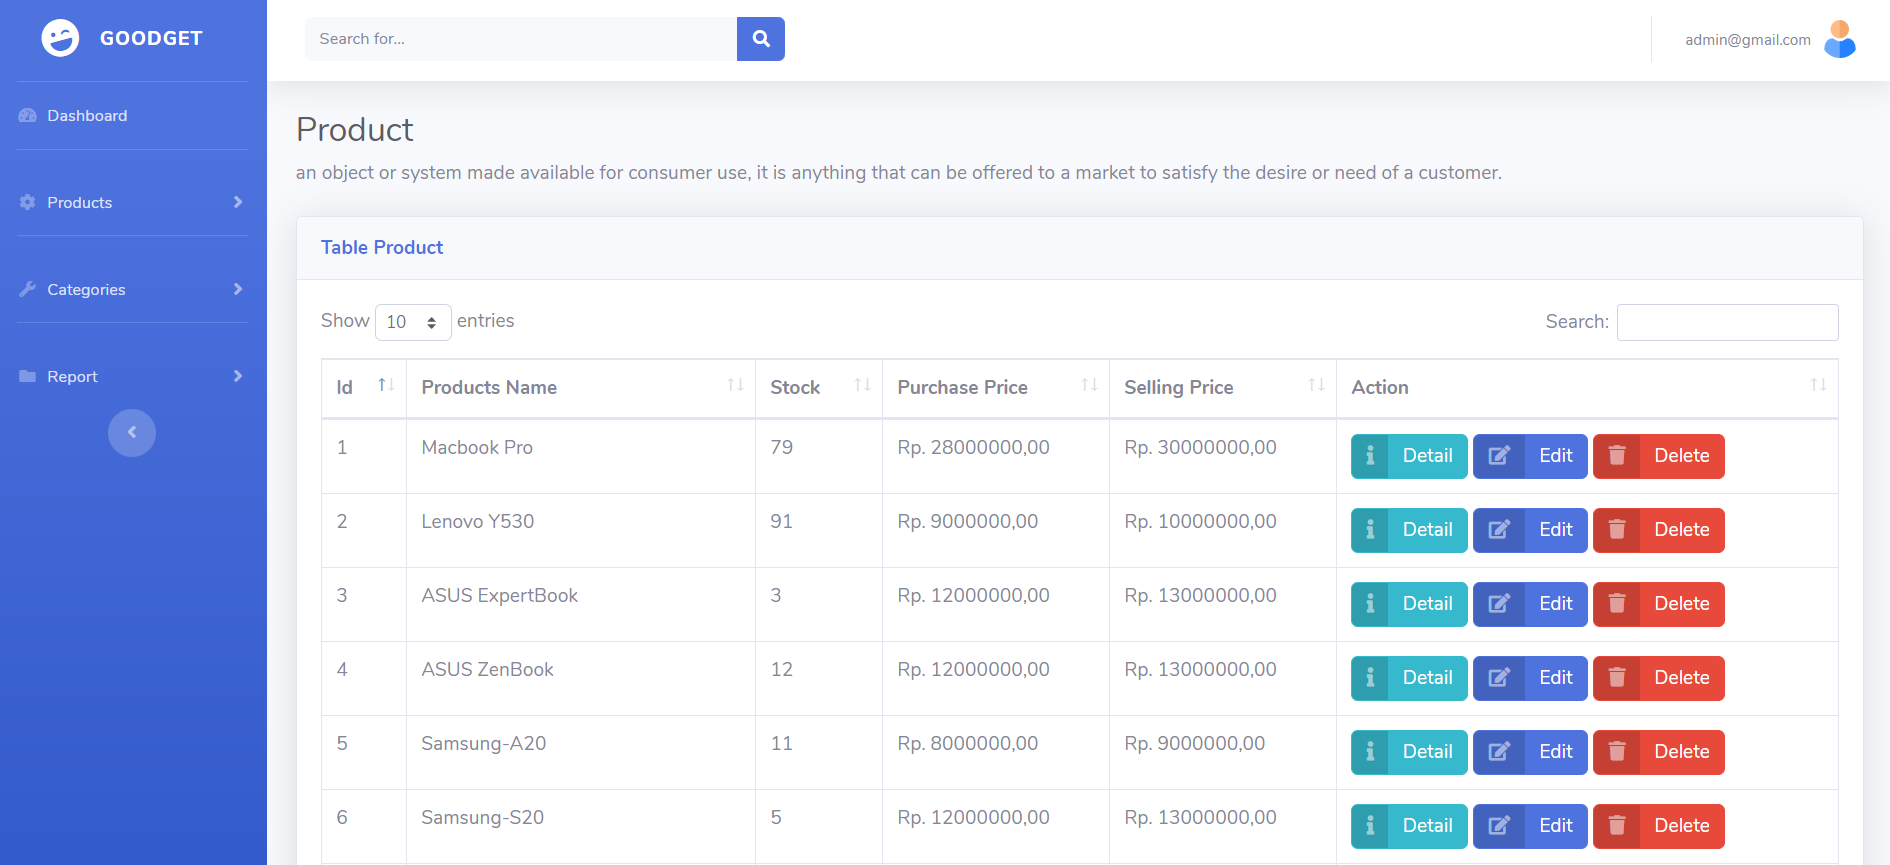 GOODGET
Search for...
admin@gmail.com
Dashboard
Products
Categories
Report
Product
an object or system made available for consumer use, it is anything that can be offered to a market to satisfy the desire or need of a customer.
Table Product
Show 10 entries
Search:
Id Products Name Stock Purchase Price Selling Price Action
1 Macbook Pro 79 Rp. 28000000,00 Rp. 30000000,00 Detail Edit Delete
2 Lenovo Y530 91 Rp. 9000000,00 Rp. 10000000,00 Detail Edit Delete
3 ASUS ExpertBook 3 Rp. 12000000,00 Rp. 13000000,00 Detail Edit Delete
4 ASUS ZenBook 12 Rp. 12000000,00 Rp. 13000000,00 Detail Edit Delete
5 Samsung-A20 11 Rp. 8000000,00 Rp. 9000000,00 Detail Edit Delete
6 Samsung-S20 5 Rp. 12000000,00 Rp. 13000000,00 Detail Edit Delete